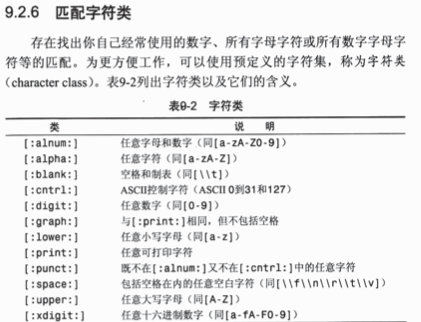 9.2.6 匹配字符类
存在找出你自己经常使用的数字、所有字母字符或所有数字字母字
符等的匹配。为更方便工作，可以使用预定义的字符集，称为字符类
（character class）。表9-2列出字符类以及它们的含义。
表9-2 字符类
类 说 明
[:alnum:] 任意字母和数字（同[a-zA-Z0-9]）
[:alpha:] 任意字符（同[a-zA-Z]）
[:blank:] 空格和制表（同[\\t]）
[:cntrl:] ASCII控制字符（ASCII 0到31和127）
[:digit:] 任意数字（同[0-9]）
[:graph:] 与[:print:]相同，但不包括空格
[:lower:] 任意小写字母（同[a-z]）
[:print:] 任意可打印字符
[:punct:] 既不在[:alnum:]又不在[:cntrl:]中的任意字符
[:space:] 包括空格在内的任意空白字符（同[\\f\\n\\r\\t\\v]）
[:upper:] 任意大写字母（同[A-Z]）
[:xdigit:] 任意十六进制数字（同[a-fA-F0-9]）